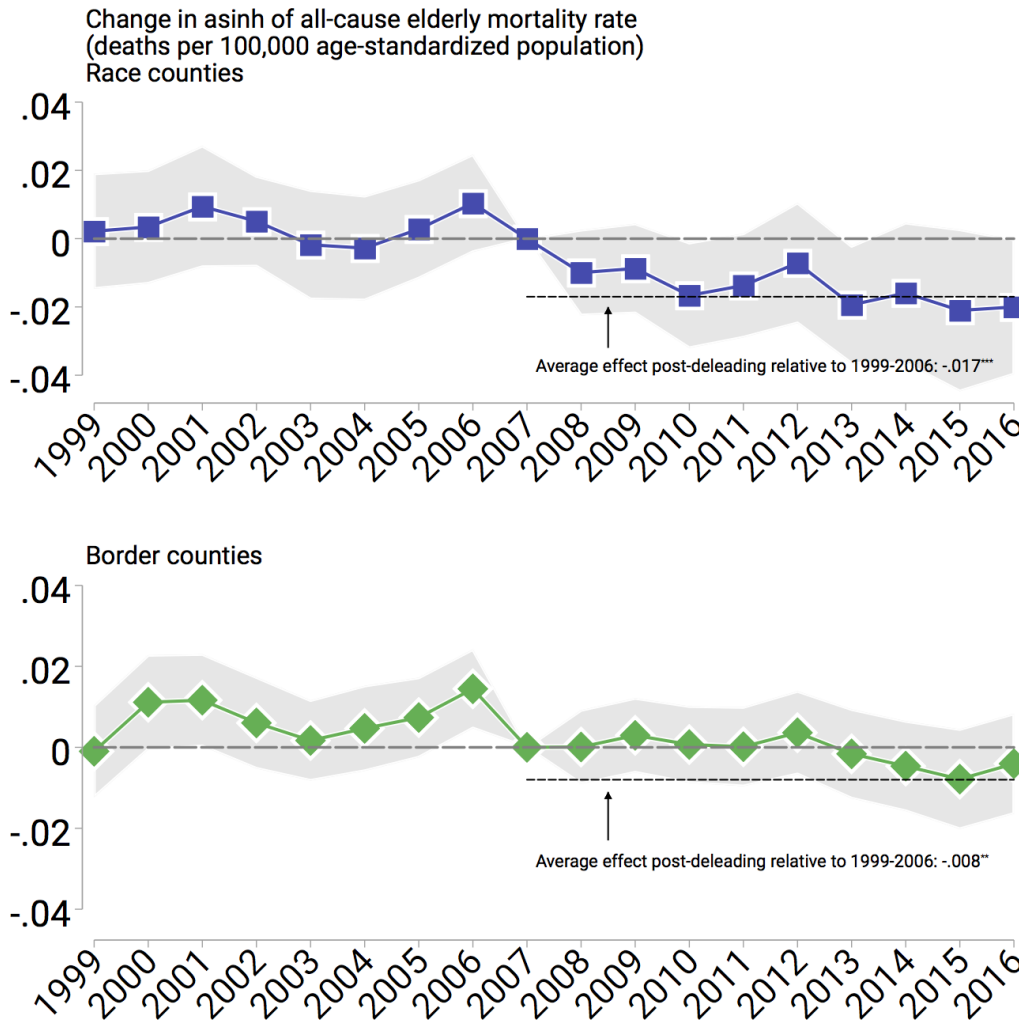 Change in asinh of all-cause elderly mortality rate
(deaths per 100,000 age-standardized population)
Race counties
.04
.02
0
-.02
-.04
Average effect post-deleading relative to 1999-2006: -.017***
1999 2000 2001 2002 2003 2004 2005 2006 2007 2008 2009 2010 2011 2012 2013 2014 2015 2016
Border counties
.04
.02
0
-.02
-.04
Average effect post-deleading relative to 1999-2006: -.008**
1999 2000 2001 2002 2003 2004 2005 2006 2007 2008 2009 2010 2011 2012 2013 2014 2015 2016